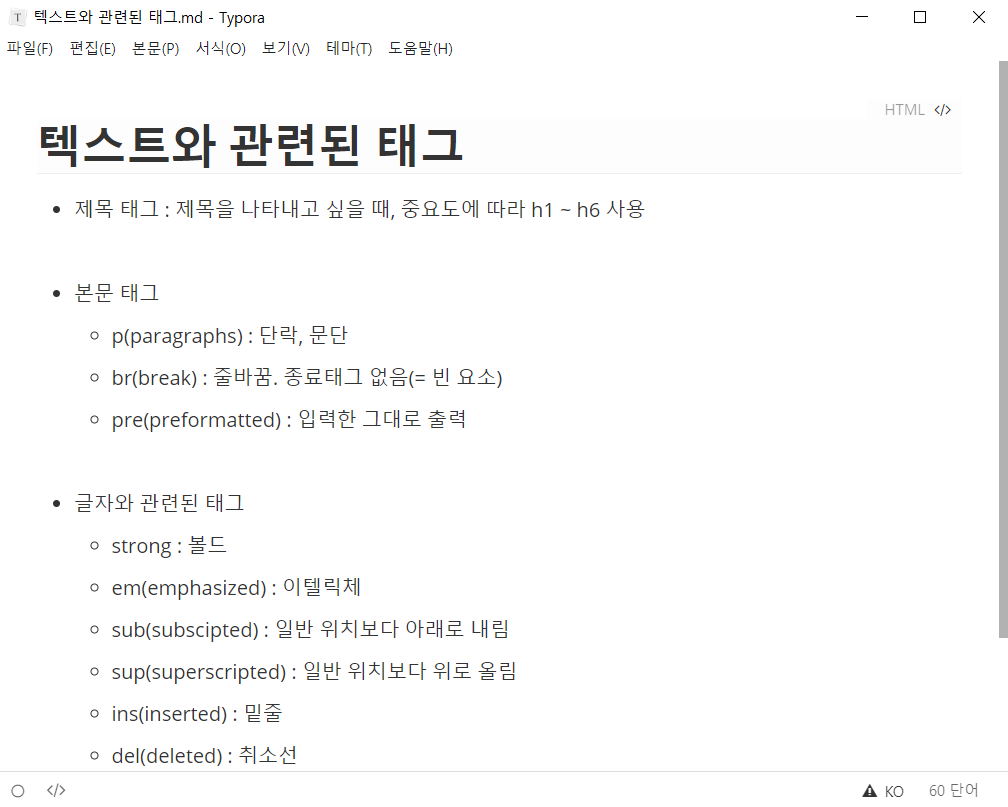 텍스트와 관련된 태그.md - Typora
파일(F) 편집(E) 본문(P) 서식(O) 보기(V) 테마(T) 도움말(H)
HTML </>
텍스트와 관련된 태그
제목 태그 : 제목을 나타내고 싶을 때, 중요도에 따라 h1 ~ h6 사용
본문 태그
p(paragraphs) : 단락, 문단
br(break) : 줄바꿈. 종료태그 없음(= 빈 요소)
pre(preformatted) : 입력한 그대로 출력
글자와 관련된 태그
strong : 볼드
em(emphasized) : 이텔릭체
sub(subscipted) : 일반 위치보다 아래로 내림
sup(superscripted) : 일반 위치보다 위로 올림
ins(inserted) : 밑줄
del(deleted) : 취소선
</> KO 60 단어